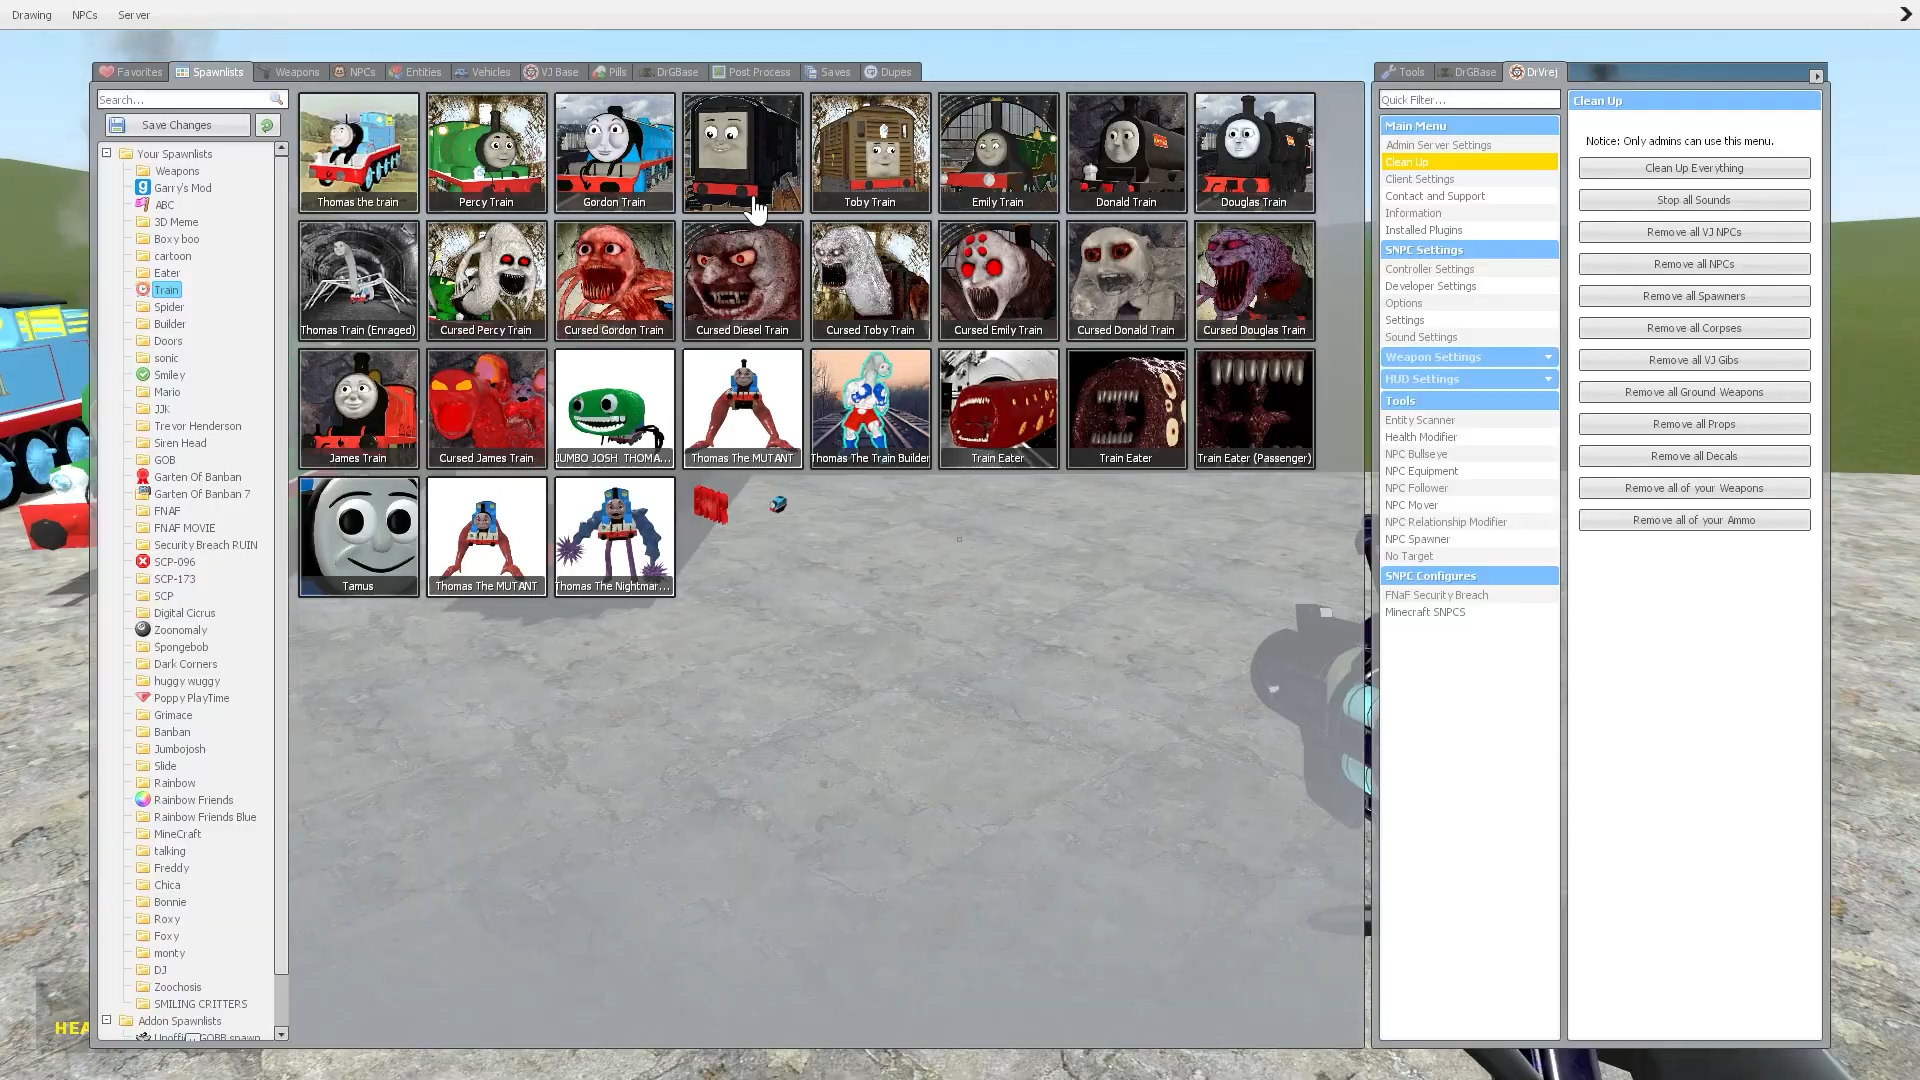 Drawing NPCs Server
Favorites Spawnlists Weapons NPCs Entities Vehicles VJ Base Pills DrGBase Post Process Saves Dupes
Search...
Save Changes
Your Spawnlists
Weapons
Garry's Mod
ABC
3D Meme
Boxy boo
cartoon
Eater
Train
Spider
Builder
Doors
sonic
Smiley
Mario
JJK
Trevor Henderson
Siren Head
GOB
Garten Of Banban
Garten Of Banban 7
FNAF
FNAF MOVIE
Security Breach RUIN
SCP-096
SCP-173
SCP
Digital Cicrus
Zoonomaly
Spongebob
Dark Corners
huggy wuggy
Poppy PlayTime
Grimace
Banban
Jumbojosh
Slide
Rainbow
Rainbow Friends
Rainbow Friends Blue
MineCraft
talking
Freddy
Chica
Bonnie
Roxy
Foxy
monty
DJ
Zoochosis
SMILING CRITTERS
Addon Spawnlists
Thomas the train Percy Train Gordon Train Toby Train Emily Train Donald Train Douglas Train
Thomas Train (Enraged) Cursed Percy Train Cursed Gordon Train Cursed Diesel Train Cursed Toby Train Cursed Emily Train Cursed Donald Train Cursed Douglas Train
James Train Cursed James Train JUMBO JOSH THOMA... Thomas The MUTANT Thomas The Train Builder Train Eater Train Eater Train Eater (Passenger)
Tamus Thomas The MUTANT Thomas The Nightmar...
HEA
Tools DrGBase DrVrej
Quick Filter...
Main Menu
Admin Server Settings
Clean Up
Client Settings
Contact and Support
Information
Installed Plugins
SNPC Settings
Controller Settings
Developer Settings
Options
Settings
Sound Settings
Weapon Settings
HUD Settings
Tools
Entity Scanner
Health Modifier
NPC Bullseye
NPC Equipment
NPC Follower
NPC Mover
NPC Relationship Modifier
NPC Spawner
No Target
SNPC Configures
FNaF Security Breach
Minecraft SNPCS
Clean Up
Notice: Only admins can use this menu.
Clean Up Everything
Stop all Sounds
Remove all VJ NPCs
Remove all NPCs
Remove all Spawners
Remove all Corpses
Remove all VJ Gibs
Remove all Ground Weapons
Remove all Props
Remove all Decals
Remove all of your Weapons
Remove all of your Ammo